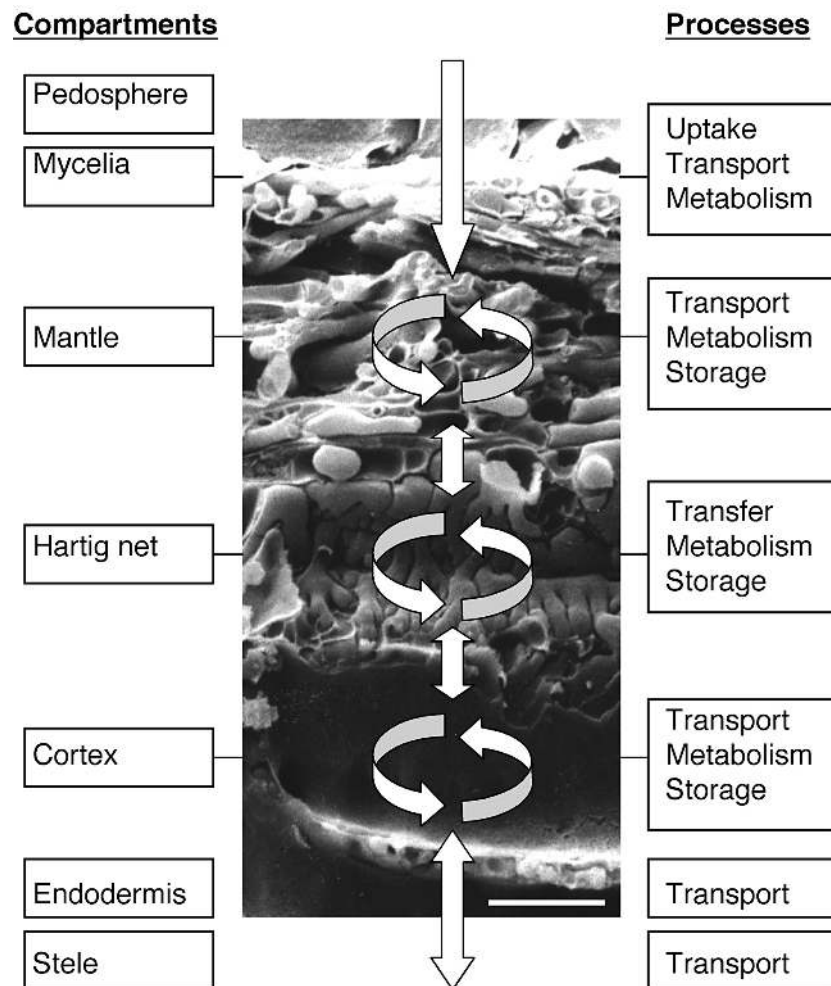 Compartments
Processes
Pedosphere
Mycelia
Uptake
Transport
Metabolism
Mantle
Transport
Metabolism
Storage
Hartig net
Transfer
Metabolism
Storage
Cortex
Transport
Metabolism
Storage
Endodermis
Transport
Stele
Transport